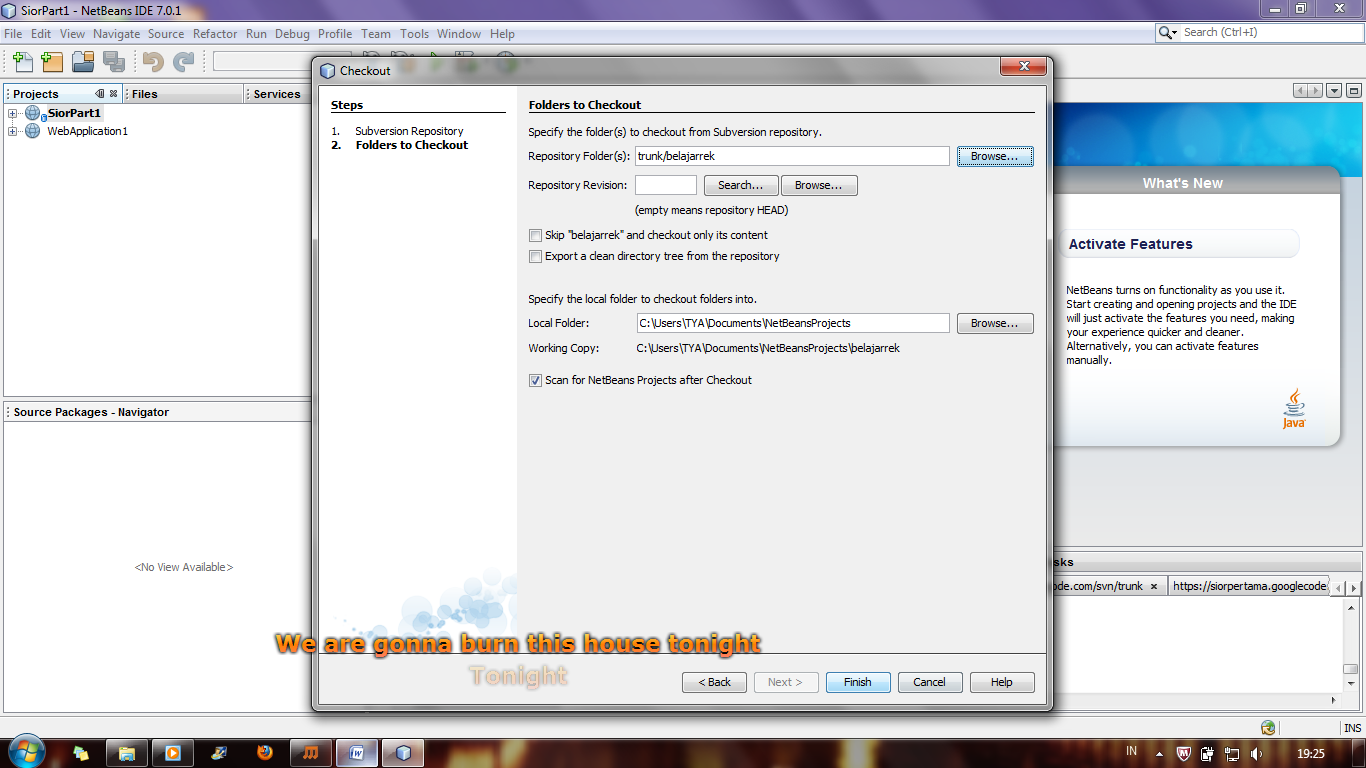 SiorPart1 - NetBeans IDE 7.0.1
File Edit View Navigate Source Refactor Run Debug Profile Team Tools Window Help
Search (Ctrl+I)
Checkout
Projects Files Services
SiorPart1
WebApplication1
Source Packages - Navigator
<No View Available>
Steps
1. Subversion Repository
2. Folders to Checkout
Folders to Checkout
Specify the folder(s) to checkout from Subversion repository.
Repository Folder(s): trunk/belajarrek Browse...
Repository Revision: Search... Browse...
(empty means repository HEAD)
Skip "belajarrek" and checkout only its content
Export a clean directory tree from the repository
Specify the local folder to checkout folders into.
Local Folder: C:\Users\TYA\Documents\NetBeansProjects Browse...
Working Copy: C:\Users\TYA\Documents\NetBeansProjects\belajarrek
Scan for NetBeans Projects after Checkout
We are gonna burn this house tonight
Tonight
< Back Next > Finish Cancel Help
What's New
Activate Features
NetBeans turns on functionality as you use it.
Start creating and opening projects and the IDE
will just activate the features you need, making
your experience quicker and cleaner.
Alternatively, you can activate features
manually.
Java
sks
ode.com/svn/trunk https://siorpertama.googlecode
INS
IN 19:25